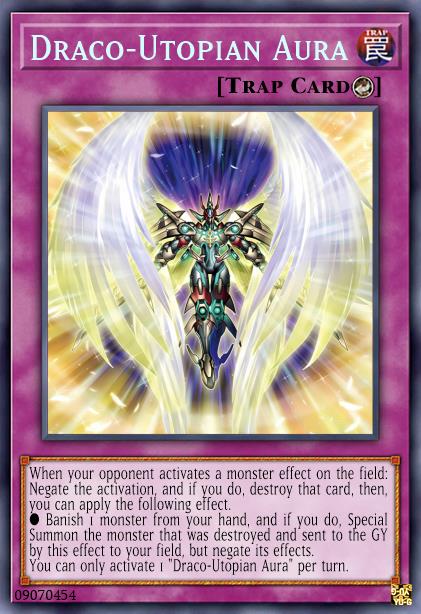 Draco-Utopian Aura
TRAP
罠
[Trap Card]
When your opponent activates a monster effect on the field:
Negate the activation, and if you do, destroy that card, then,
you can apply the following effect.
● Banish 1 monster from your hand, and if you do, Special
Summon the monster that was destroyed and sent to the GY
by this effect to your field, but negate its effects.
You can only activate 1 "Draco-Utopian Aura" per turn.
09070454